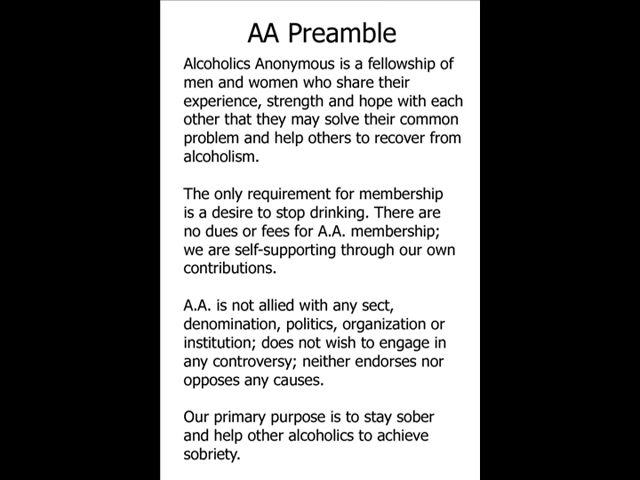 AA Preamble
Alcoholics Anonymous is a fellowship of
men and women who share their
experience, strength and hope with each
other that they may solve their common
problem and help others to recover from
alcoholism.
The only requirement for membership
is a desire to stop drinking. There are
no dues or fees for A.A. membership;
we are self-supporting through our own
contributions.
A.A. is not allied with any sect,
denomination, politics, organization or
institution; does not wish to engage in
any controversy; neither endorses nor
opposes any causes.
Our primary purpose is to stay sober
and help other alcoholics to achieve
sobriety.